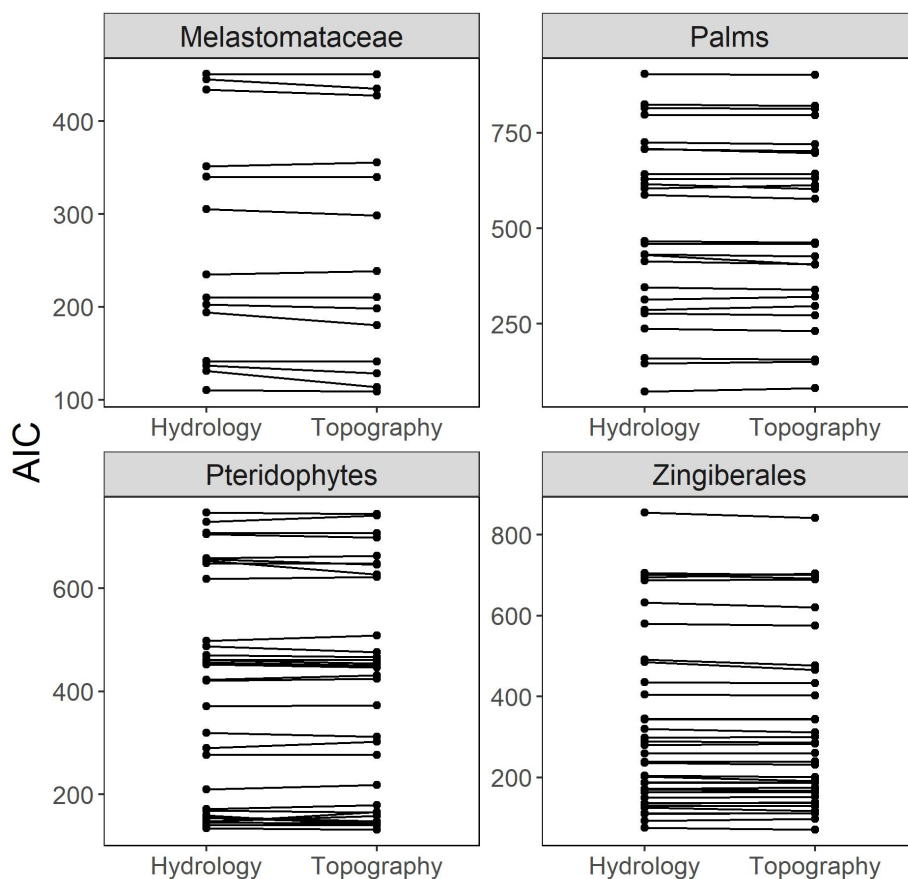 Melastomataceae Palms
400
300
200
100
750
500
250
Hydrology Topography Hydrology Topography
AIC
Pteridophytes Zingiberales
600
400
200
800
600
400
200
Hydrology Topography Hydrology Topography